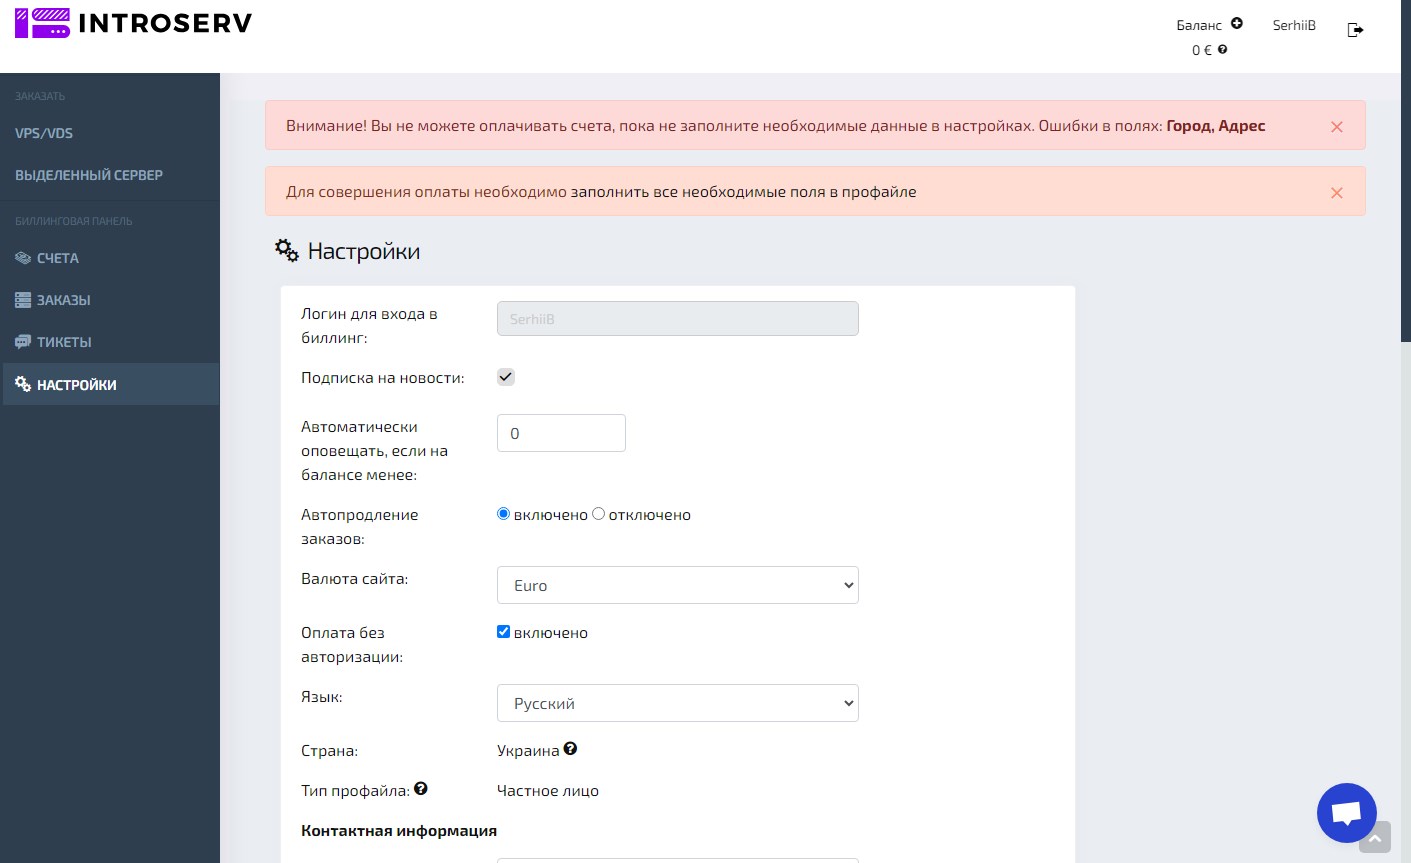 INTROSERV
Баланс
SerhiiB
0 €
ЗАКАЗАТЬ
VPS/VDS
ВЫДЕЛЕННЫЙ СЕРВЕР
БИЛЛИНГОВАЯ ПАНЕЛЬ
СЧЕТА
ЗАКАЗЫ
ТИКЕТЫ
НАСТРОЙКИ
Внимание! Вы не можете оплачивать счета, пока не заполните необходимые данные в настройках. Ошибки в полях: Город, Адрес
Для совершения оплаты необходимо заполнить все необходимые поля в профайле
Настройки
Логин для входа в
биллинг:
SerhiiB
Подписка на новости:
Автоматически
оповещать, если на
балансе менее:
0
Автопродление
заказов:
включено отключено
Валюта сайта:
Euro
Оплата без
авторизации:
включено
Язык:
Русский
Страна:
Украина
Тип профайла:
Частное лицо
Контактная информация